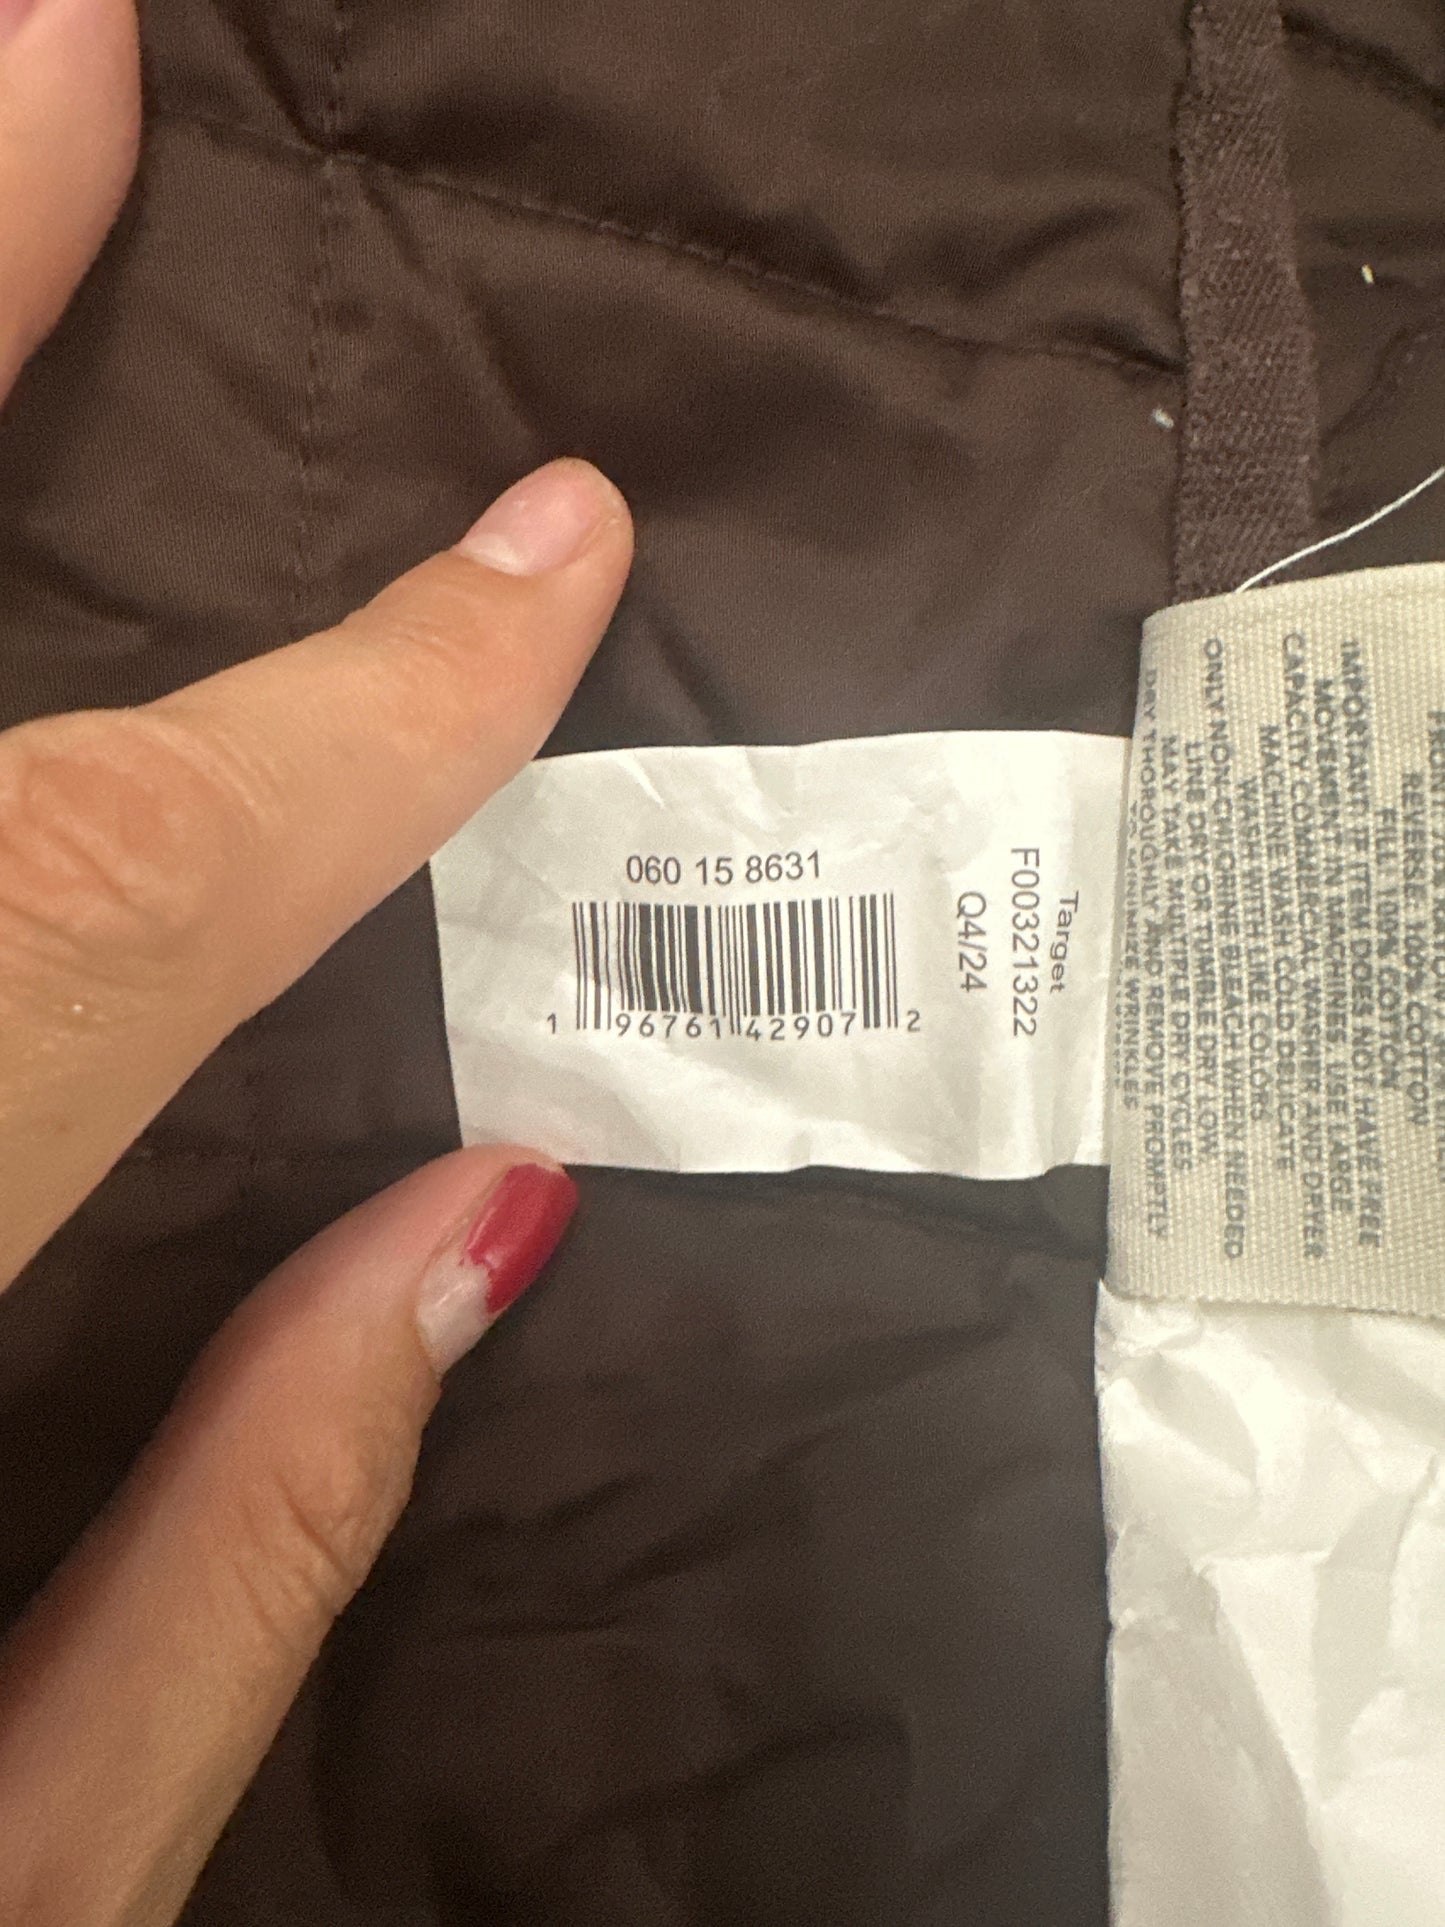 060 15 8631
1 96761 42907 2
Target
F00321322
Q4/24
REVERSE: 100% COTTON
FILL: 100% COTTON
IMPORTANT: IF ITEM DOES NOT HAVE FREE
MOVEMENT IN MACHINES, USE LARGE
CAPACITY COMMERCIAL WASHER AND DRYER
MACHINE WASH COLD DELICATE
WASH WITH LIKE COLORS
ONLY NON-CHLORINE BLEACH WHEN NEEDED
LINE DRY OR TUMBLE DRY LOW
MAY TAKE MULTIPLE DRY CYCLES
DRY THOROUGHLY AND REMOVE PROMPTLY
TO MINIMIZE WRINKLES